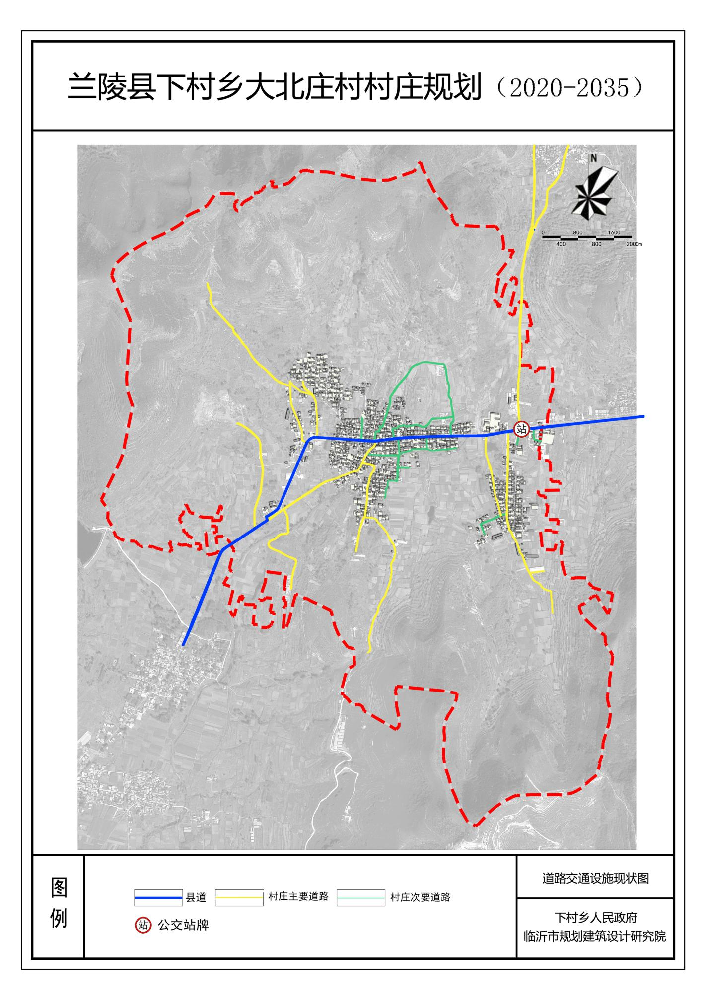 兰陵县下村乡大北庄村村庄规划（2020-2035）
N
0 800 1600
400 800 2000m
站
图例
县道
村庄主要道路
村庄次要道路
站 公交站牌
道路交通设施现状图
下村乡人民政府
临沂市规划建筑设计研究院